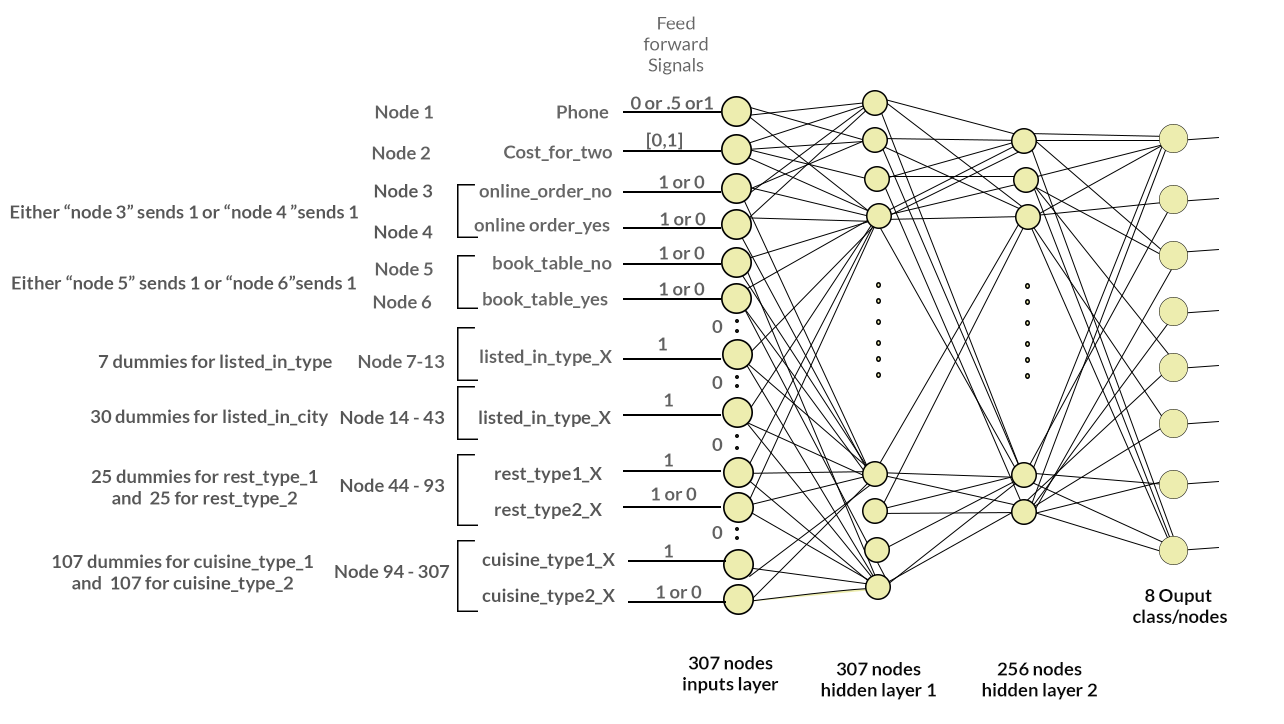 Feed
forward
Signals
Node 1 Phone 0 or .5 or1
Node 2 Cost_for_two [0,1]
Node 3 online_order_no 1 or 0
Either “node 3” sends 1 or “node 4 ”sends 1
Node 4 online order_yes 1 or 0
Node 5 book_table_no 1 or 0
Either “node 5” sends 1 or “node 6”sends 1
Node 6 book_table_yes 1 or 0
0
7 dummies for listed_in_type Node 7-13 listed_in_type_X 1
0
30 dummies for listed_in_city Node 14 - 43 listed_in_type_X 1
0
25 dummies for rest_type_1
and 25 for rest_type_2
Node 44 - 93
rest_type1_X 1
rest_type2_X 1 or 0
0
107 dummies for cuisine_type_1
and 107 for cuisine_type_2
Node 94 - 307
cuisine_type1_X 1
cuisine_type2_X 1 or 0
8 Ouput
class/nodes
307 nodes
inputs layer
307 nodes
hidden layer 1
256 nodes
hidden layer 2